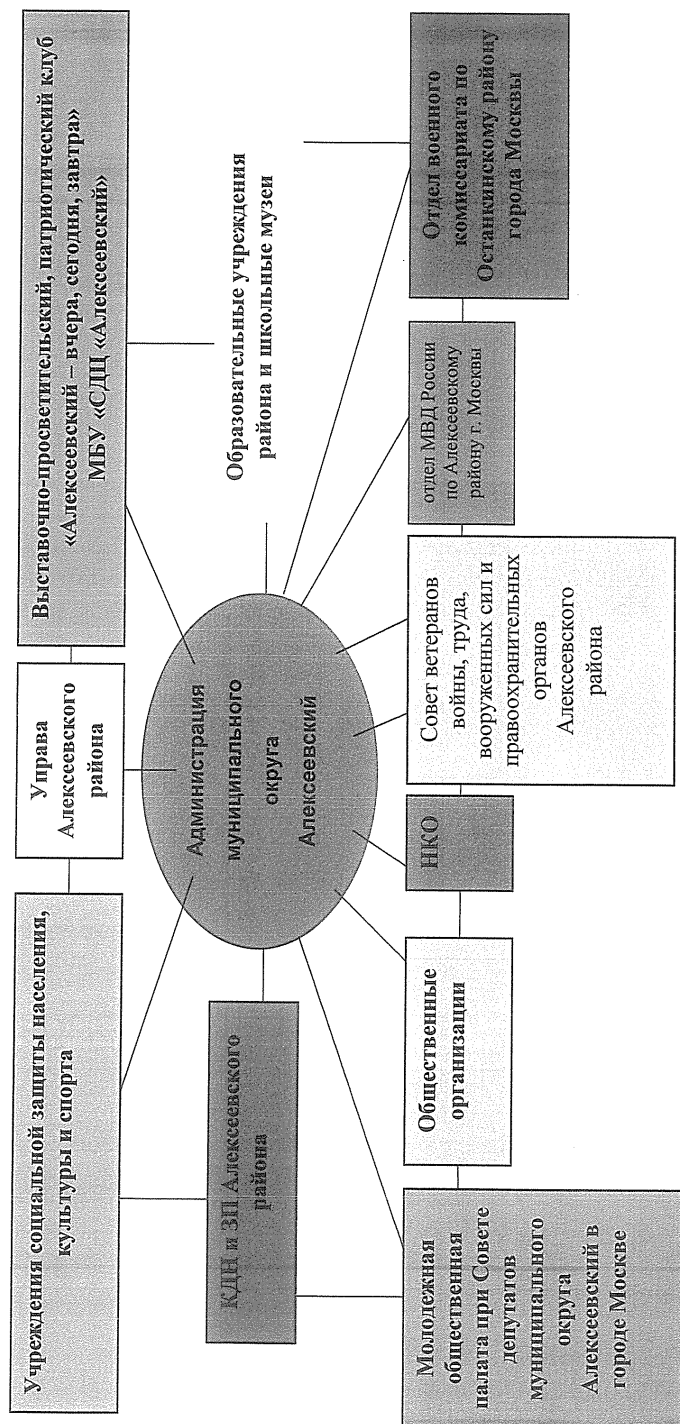 Учреждения социальной защиты населения,
культуры и спорта
Управа
Алексеевского
района
Выставочно-просветительский, патриотический клуб
«Алексеевский – вчера, сегодня, завтра»
МБУ «СДЦ «Алексеевский»
КДН и ЗП Алексеевского
района
Администрация
муниципального
округа
Алексеевский
Образовательные учреждения
района и школьные музеи
Молодежная
общественная
палата при Совете
депутатов
муниципального
округа
Алексеевский в
городе Москве
Общественные
организации
НКО
Совет ветеранов
войны, труда,
вооруженных сил и
правоохранительных
органов
Алексеевского
района
отдел МВД России
по Алексеевскому
району г. Москвы
Отдел военного
комиссариата по
Останкинскому району
города Москвы